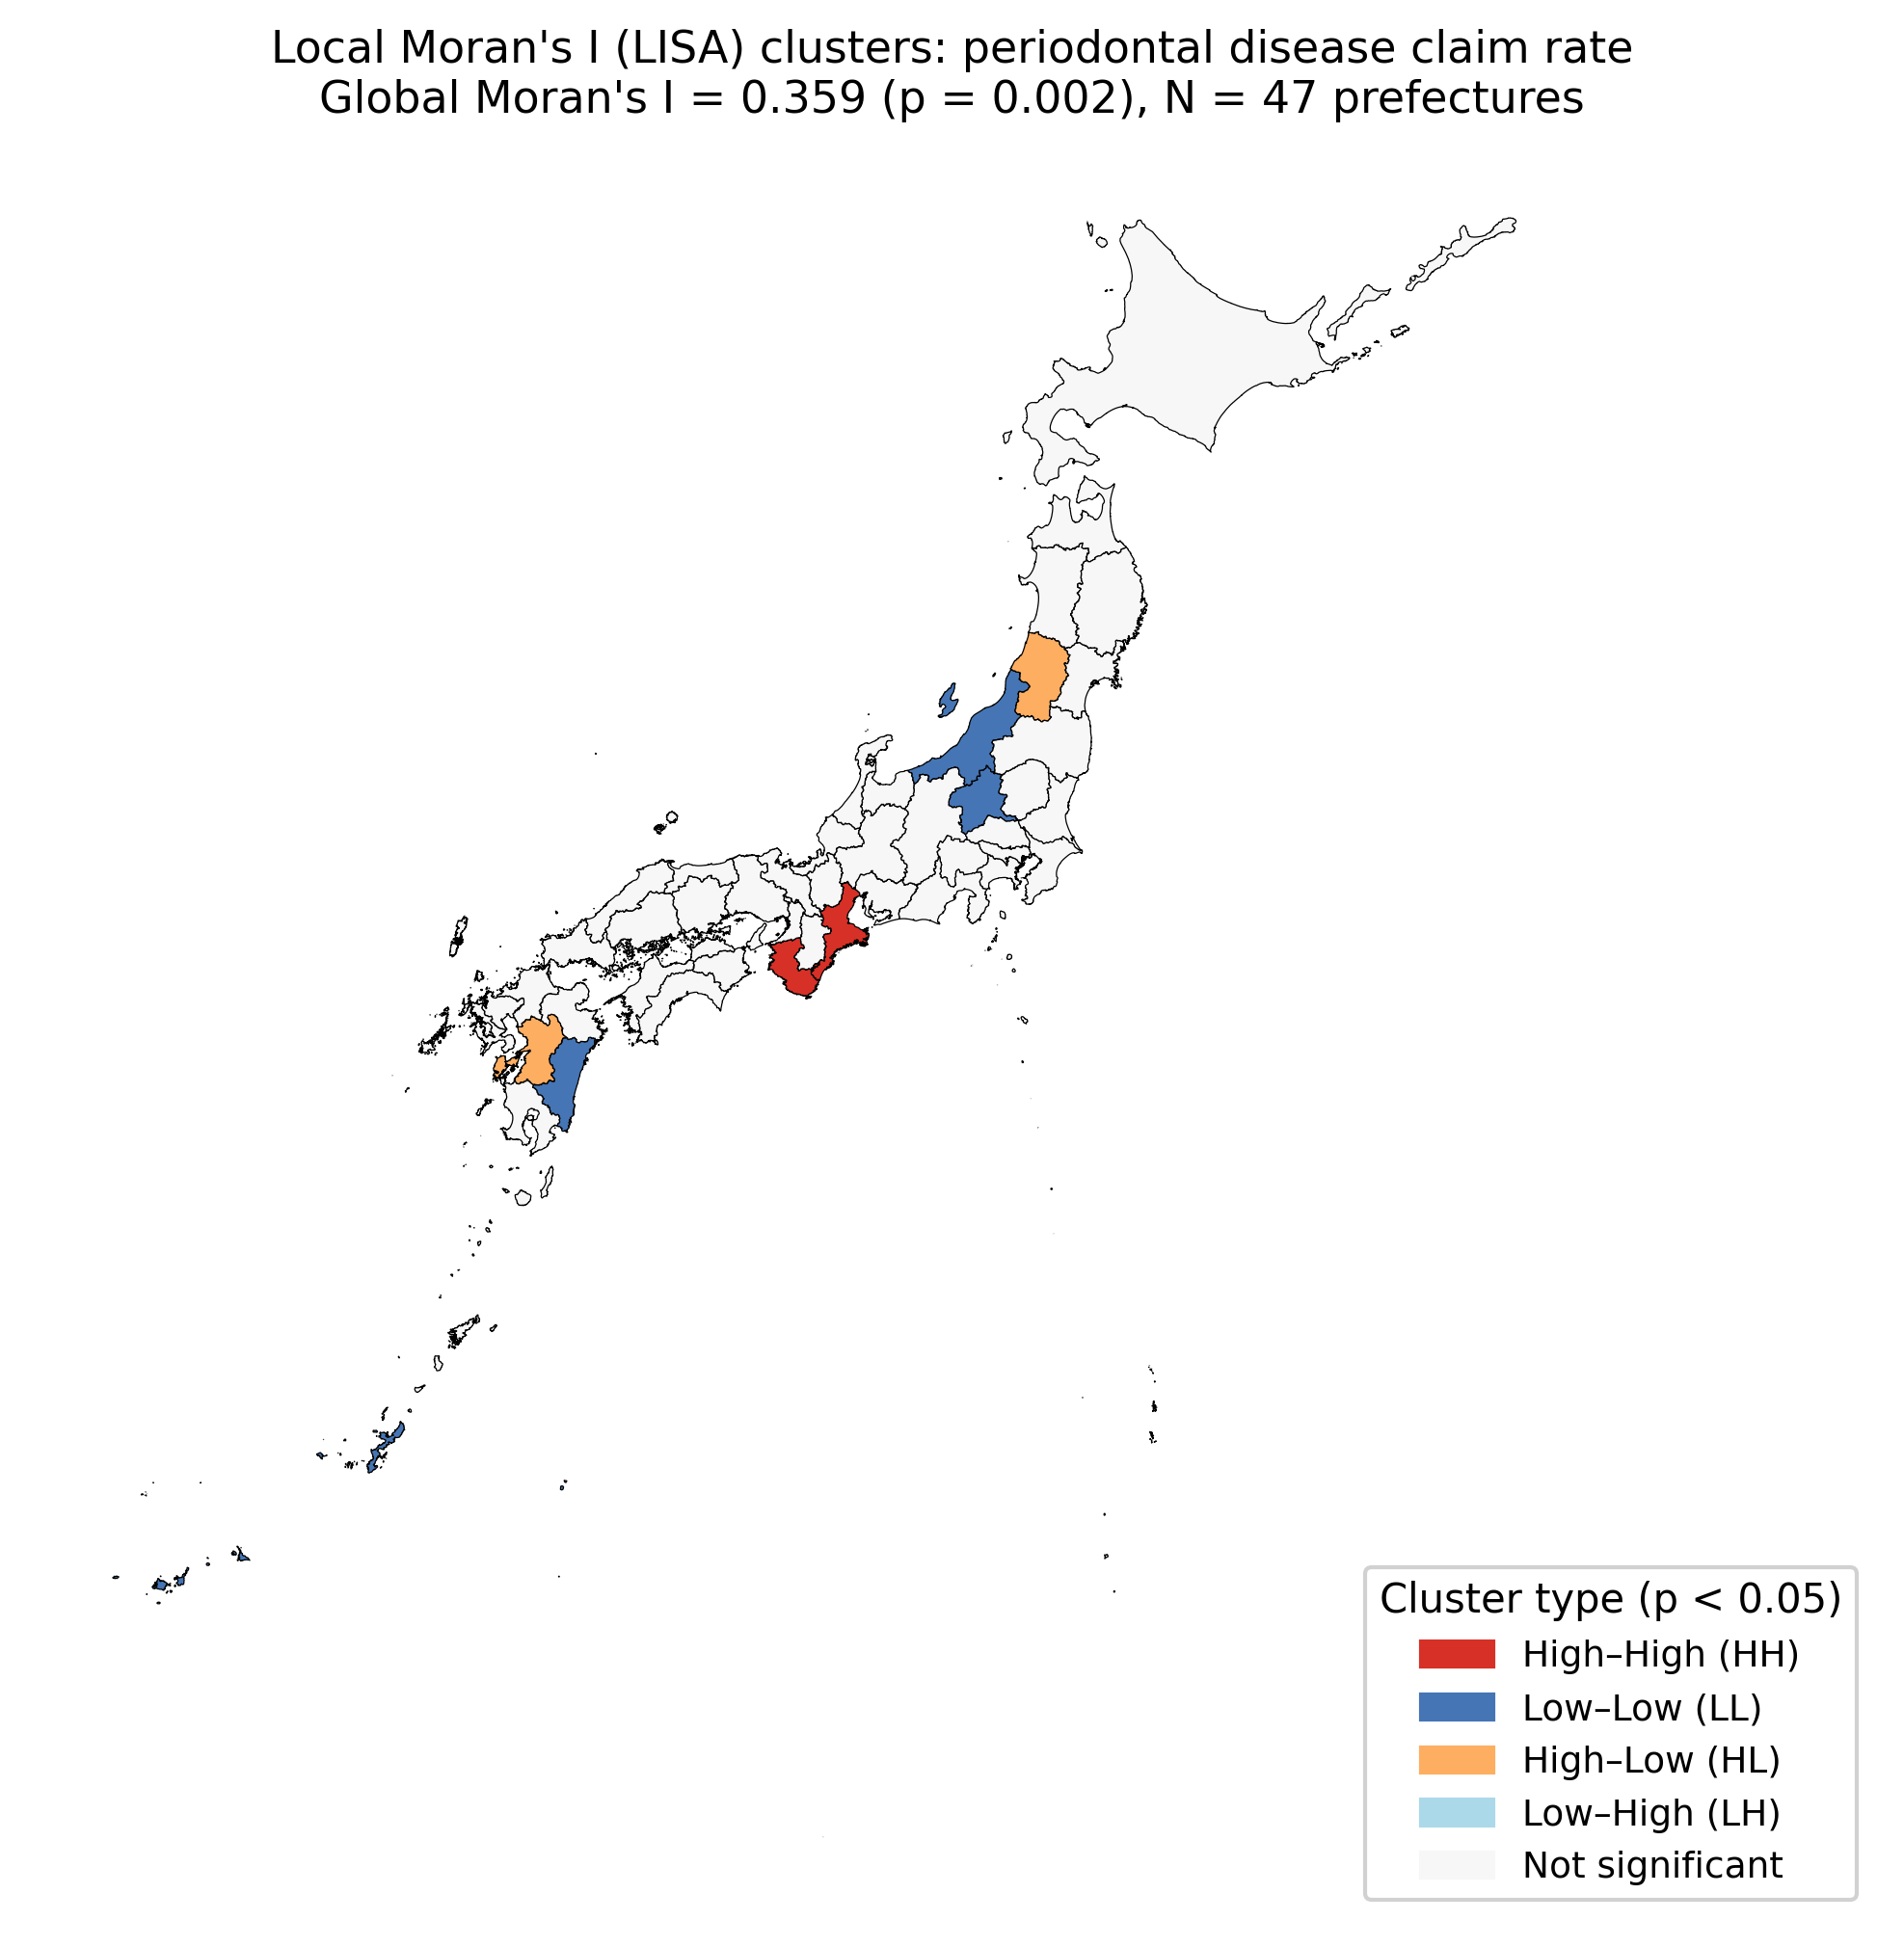 Local Moran's I (LISA) clusters: periodontal disease claim rate
Global Moran's I = 0.359 (p = 0.002), N = 47 prefectures
Cluster type (p < 0.05)
High–High (HH)
Low–Low (LL)
High–Low (HL)
Low–High (LH)
Not significant